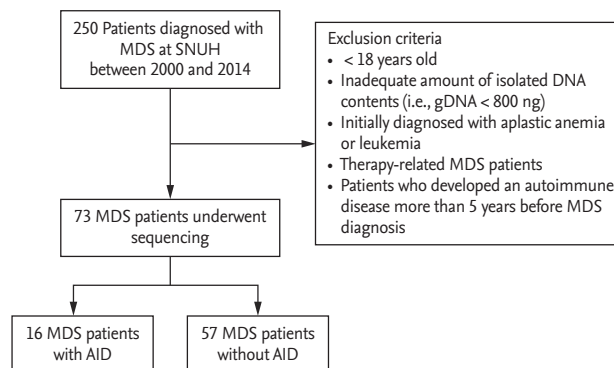 250 Patients diagnosed with
MDS at SNUH
between 2000 and 2014
Exclusion criteria
• < 18 years old
• Inadequate amount of isolated DNA
contents (i.e., gDNA < 800 ng)
• Initially diagnosed with aplastic anemia
or leukemia
• Therapy-related MDS patients
• Patients who developed an autoimmune
disease more than 5 years before MDS
diagnosis
73 MDS patients underwent
sequencing
16 MDS patients
with AID
57 MDS patients
without AID